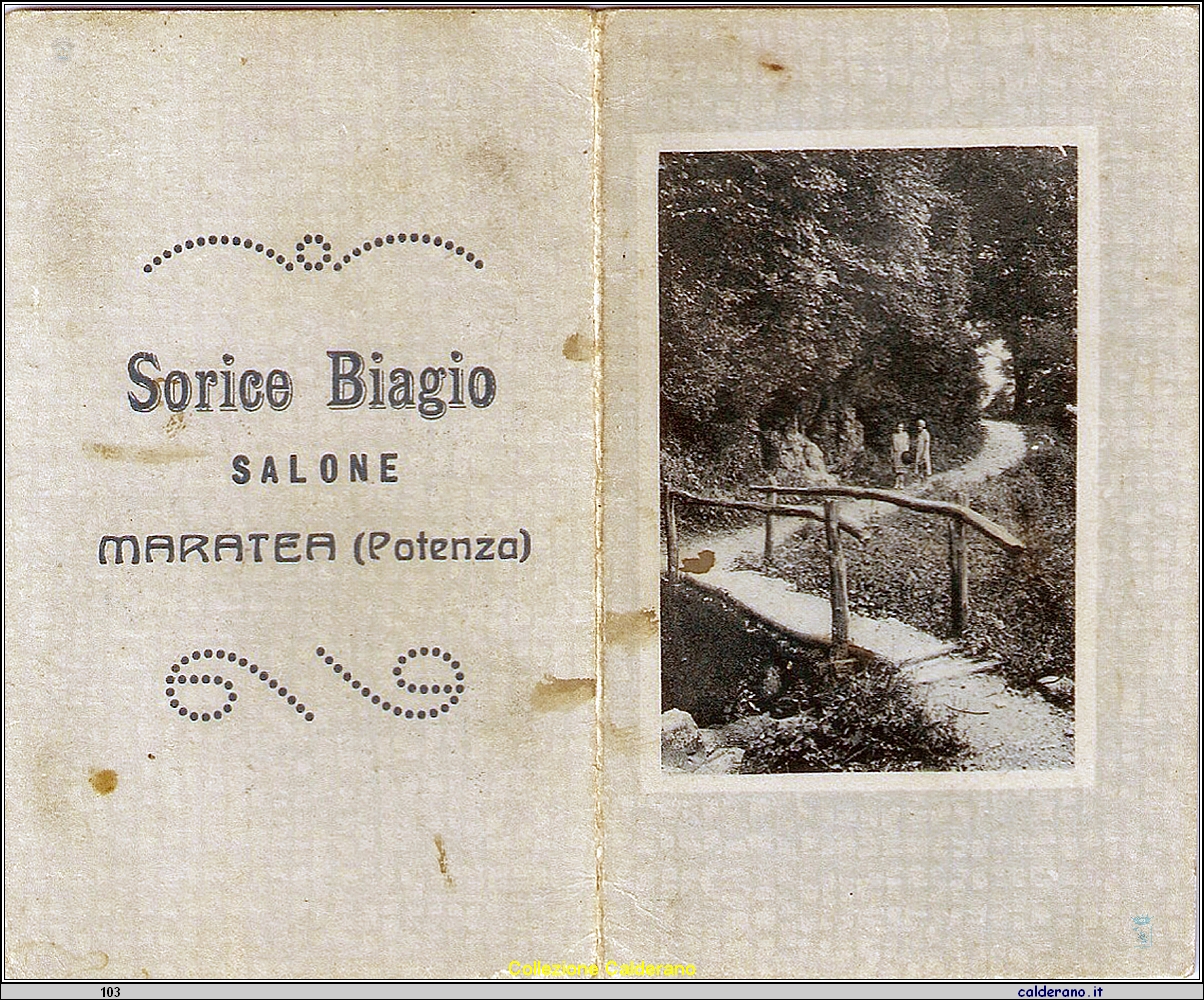 Sorice Biagio
SALONE
MARATEA (Potenza)
Collezione Calderano
103
calderano.it